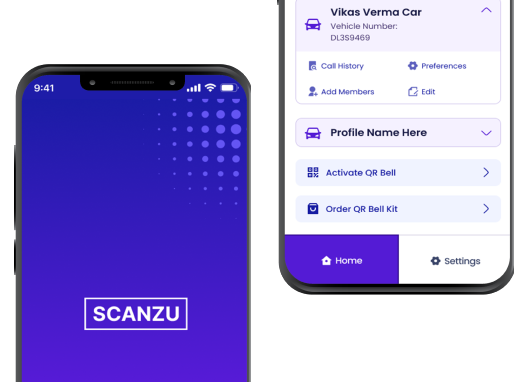 Vikas Verma Car
Vehicle Number:
DL3S9469
Call History
Preferences
Add Members
Edit
Profile Name Here
Activate QR Bell
Order QR Bell Kit
Home
Settings
9:41
SCANZU